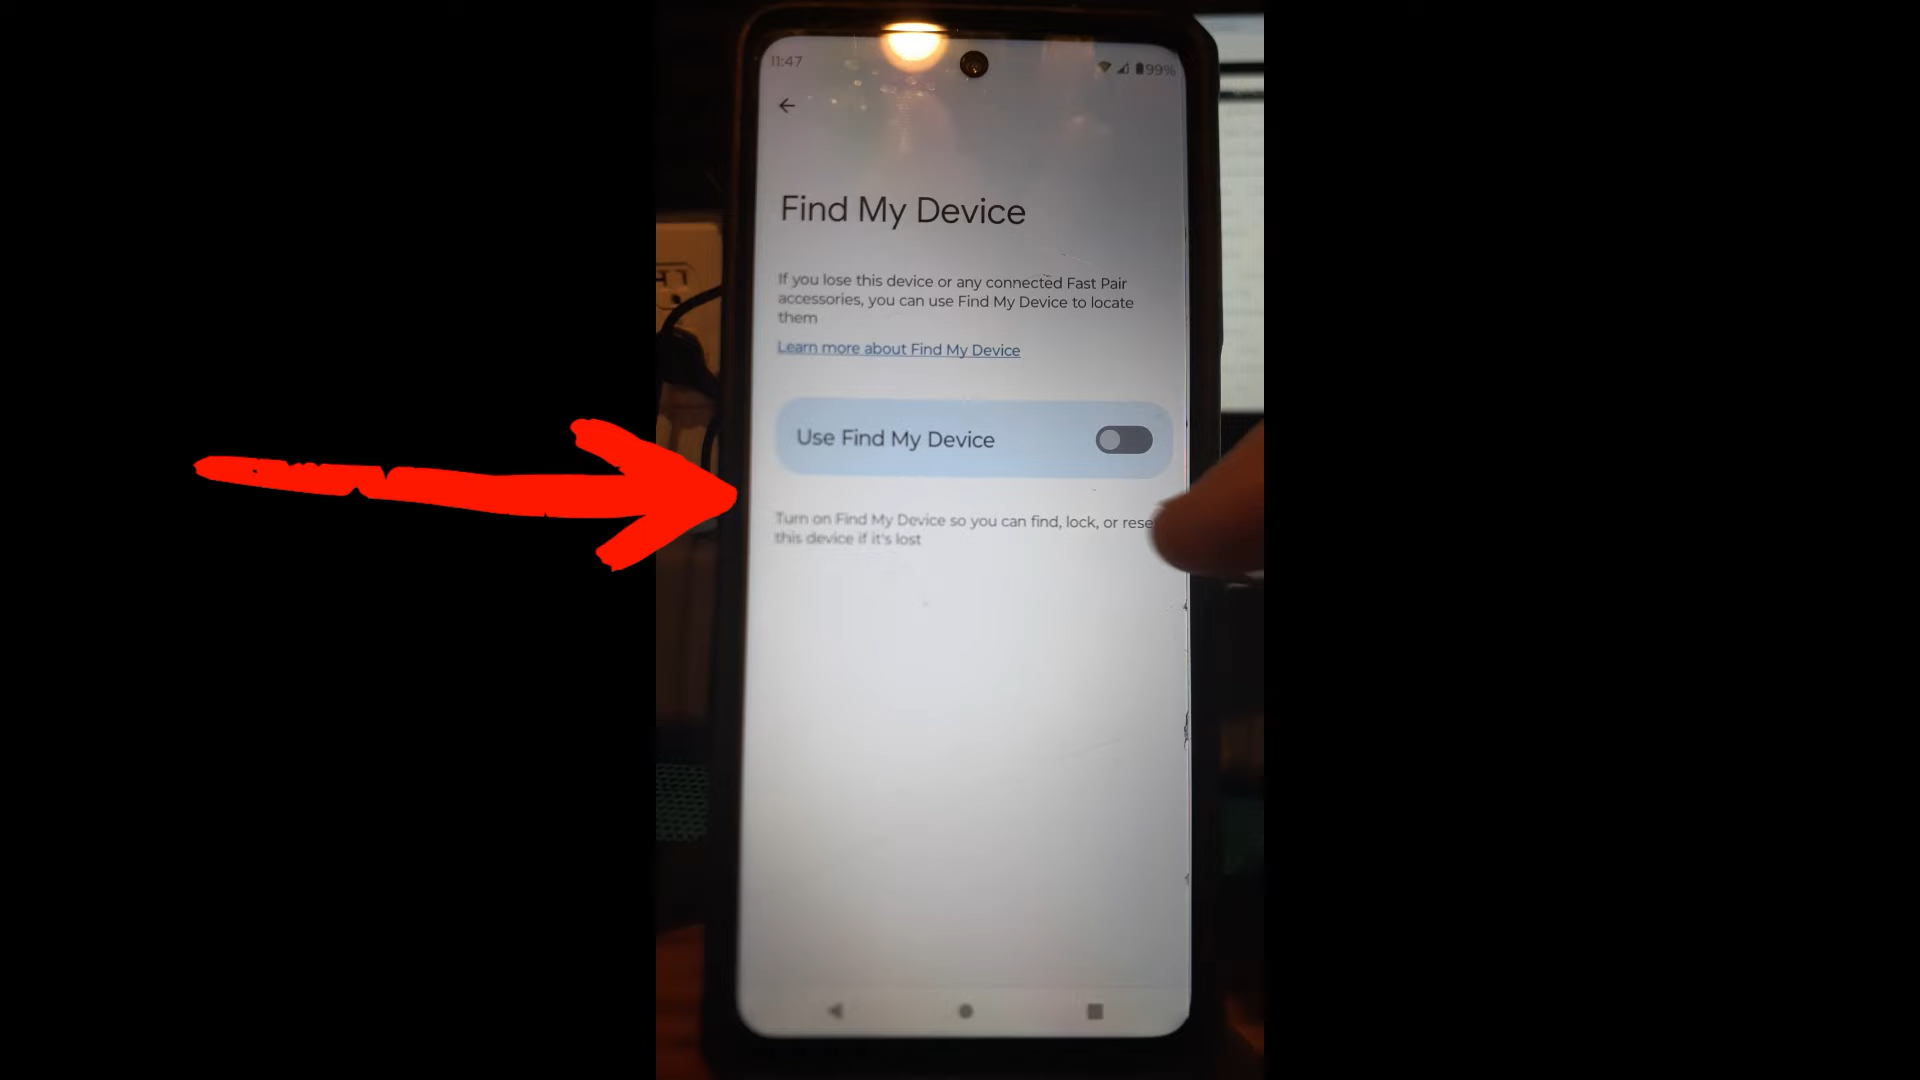 11:47
99%
Find My Device
If you lose this device or any connected Fast Pair
accessories, you can use Find My Device to locate
them
Learn more about Find My Device
Use Find My Device
Turn on Find My Device so you can find, lock, or rese
this device if it's lost